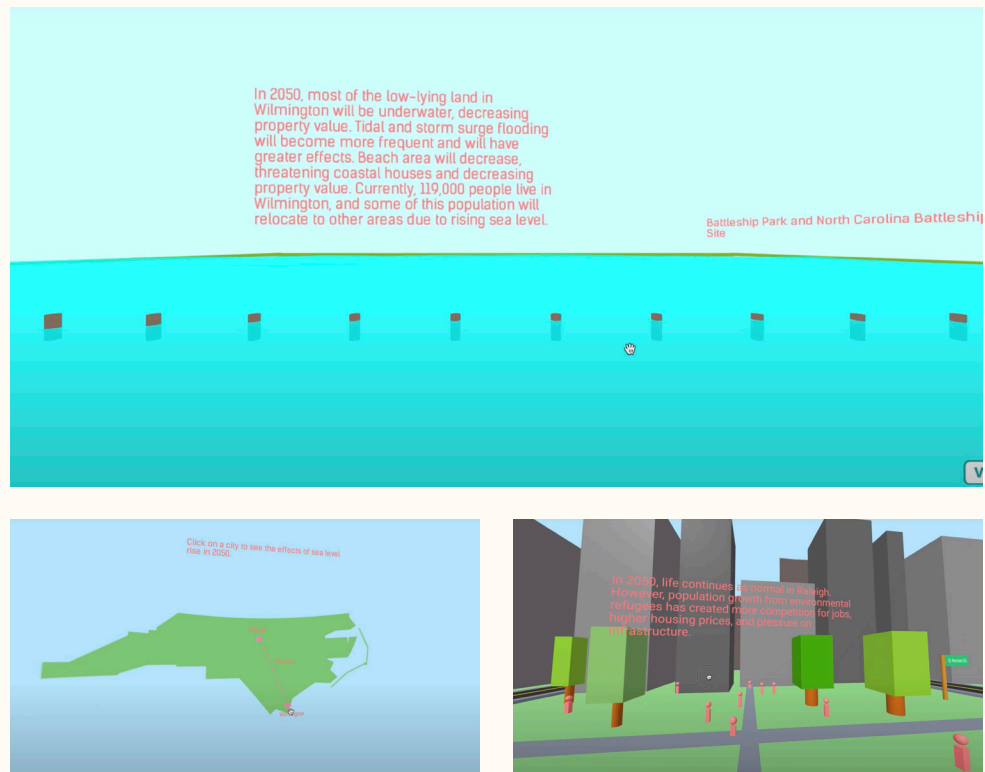 In 2050, most of the low-lying land in
Wilmington will be underwater, decreasing
property value. Tidal and storm surge flooding
will become more frequent and will have
greater effects. Beach area will decrease,
threatening coastal houses and decreasing
property value. Currently, 119,000 people live in
Wilmington, and some of this population will
relocate to other areas due to rising sea level.
Battleship Park and North Carolina Battleship
Site
V
Click on a city to see the effects of sea level
rise in 2050.
In 2050, life continues as normal in Raleigh.
However, population growth from environmental
refugees has created more competition for jobs,
higher housing prices, and pressure on
infrastructure.